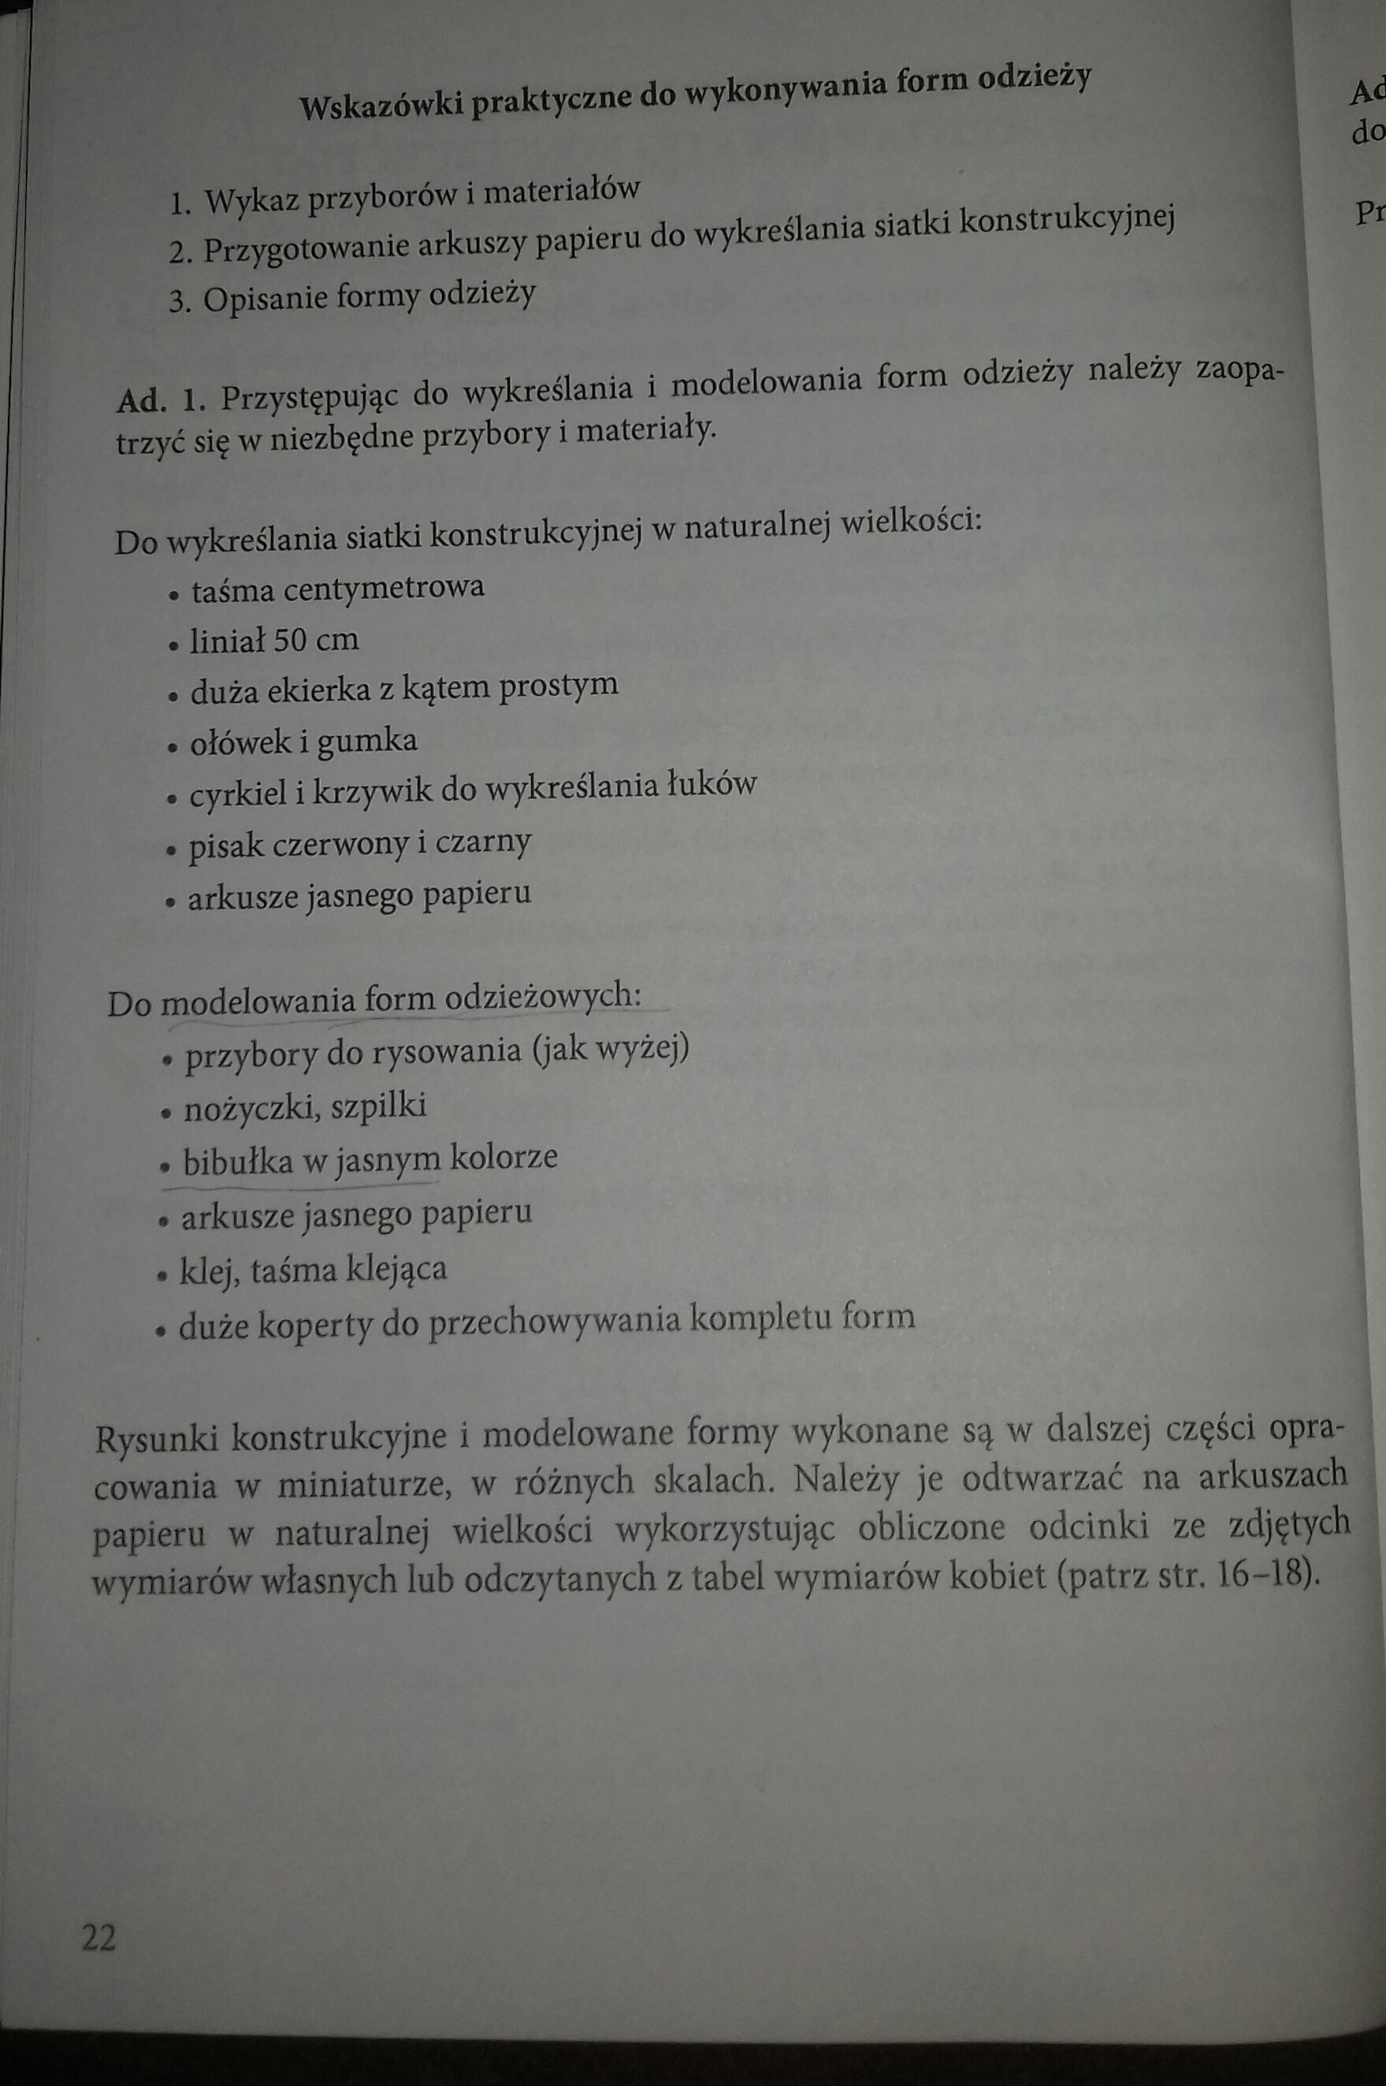 Wskazówki praktyczne do wykonywania form odzieży
1. Wykaz przyborów i materiałów
2. Przygotowanie arkuszy papieru do wykreślania siatki konstrukcyjnej
3. Opisanie formy odzieży
Ad. 1. Przystępując do wykreślania i modelowania form odzieży należy zaopa-
trzyć się w niezbędne przybory i materiały.
Do wykreślania siatki konstrukcyjnej w naturalnej wielkości:
• taśma centymetrowa
• liniał 50 cm
• duża ekierka z kątem prostym
• ołówek i gumka
• cyrkiel i krzywik do wykreślania łuków
• pisak czerwony i czarny
• arkusze jasnego papieru
Do modelowania form odzieżowych:
• przybory do rysowania (jak wyżej)
• nożyczki, szpilki
• bibułka w jasnym kolorze
• arkusze jasnego papieru
• klej, taśma klejąca
• duże koperty do przechowywania kompletu form
Rysunki konstrukcyjne i modelowane formy wykonane są w dalszej części opra-
cowania w miniaturze, w różnych skalach. Należy je odtwarzać na arkuszach
papieru w naturalnej wielkości wykorzystując obliczone odcinki ze zdjętych
wymiarów własnych lub odczytanych z tabel wymiarów kobiet (patrz str. 16–18).
22
Ad
do
Pr